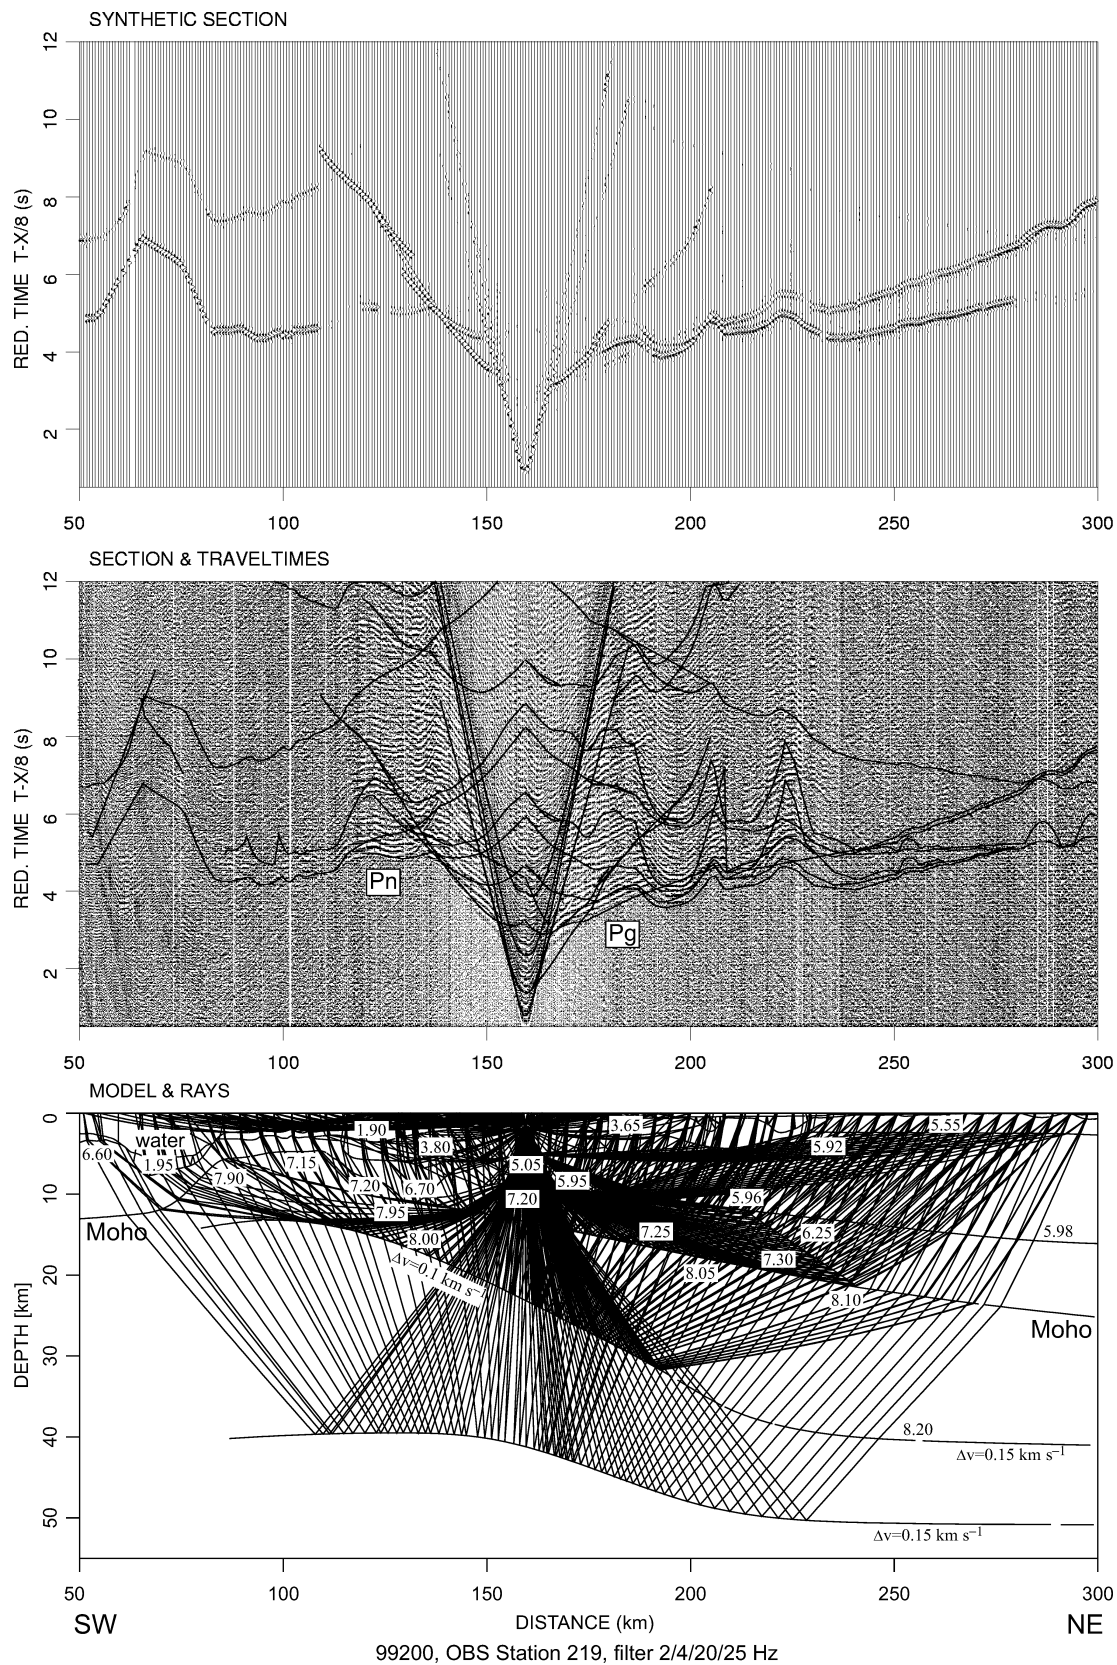 SYNTHETIC SECTION
12
10
8
6
4
2
RED. TIME T-X/8 (s)
50 100 150 200 250 300
SECTION & TRAVELTIMES
12
10
8
6
4
2
RED. TIME T-X/8 (s)
Pn
Pg
50 100 150 200 250 300
MODEL & RAYS
0
10
20
30
40
50
DEPTH [km]
1.90 3.65 5.55
water 3.80 5.92
6.60 1.95 7.15 5.05
7.90 7.20 6.70 5.95
7.20 5.96
7.95
Moho 8.00 7.25 6.25 5.98
Δv=0.1 km s⁻¹ 8.05 7.30
8.10
Moho
8.20
Δv=0.15 km s⁻¹
Δv=0.15 km s⁻¹
50 100 150 200 250 300
SW DISTANCE (km) NE
99200, OBS Station 219, filter 2/4/20/25 Hz